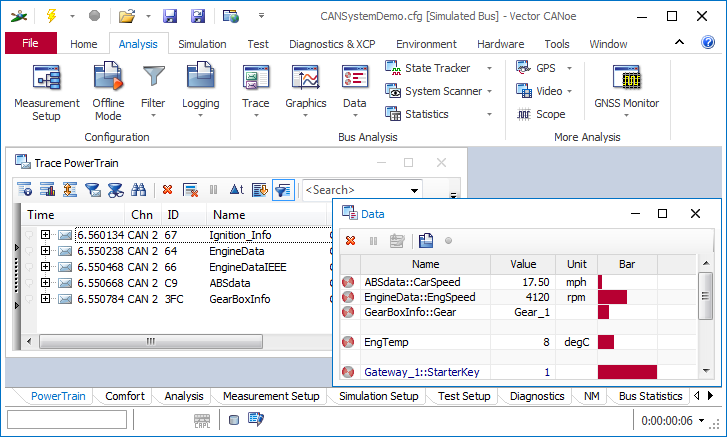 CANSystemDemo.cfg [Simulated Bus] - Vector CANoe
File Home Analysis Simulation Test Diagnostics & XCP Environment Hardware Tools Window
Measurement Setup
Offline Mode
Filter
Logging
Configuration
Trace
Graphics
Data
State Tracker
System Scanner
Statistics
Bus Analysis
GPS
Video
Scope
GNSS Monitor
More Analysis
Trace PowerTrain
<Search>
Time Chn ID Name
6.560134 CAN 2 67 Ignition_Info
6.550238 CAN 2 64 EngineData
6.550468 CAN 2 66 EngineDataIEEE
6.550668 CAN 2 C9 ABSdata
6.550784 CAN 2 3FC GearBoxInfo
Data
Name Value Unit Bar
ABSdata::CarSpeed 17.50 mph
EngineData::EngSpeed 4120 rpm
GearBoxInfo::Gear Gear_1
EngTemp 8 degC
Gateway_1::StarterKey 1
PowerTrain Comfort Analysis Measurement Setup Simulation Setup Test Setup Diagnostics NM Bus Statistics
CAPL
0:00:00:06